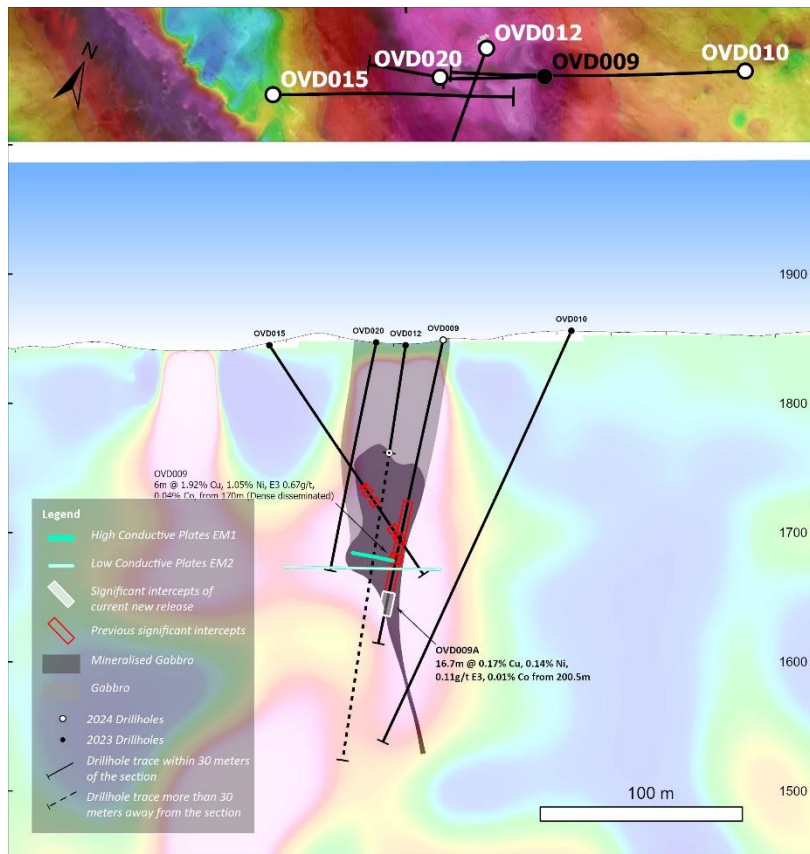 N
OVD012
OVD020
OVD009
OVD010
OVD015
1900
OVD015
OVD020
OVD012
OVD009
OVD010
1800
OVD009
6m @ 1.92% Cu, 1.05% Ni, E3 0.67g/t,
0.04% Co, from 170m (Dense disseminated)
1700
Legend
High Conductive Plates EM1
Low Conductive Plates EM2
Significant intercepts of
current new release
Previous significant intercepts
Mineralised Gabbro
Gabbro
2024 Drillholes
2023 Drillholes
Drillhole trace within 30 meters
of the section
Drillhole trace more than 30
meters away from the section
OVD009A
16.7m @ 0.17% Cu, 0.14% Ni,
0.11g/t E3, 0.01% Co from 200.5m
1600
1500
100 m